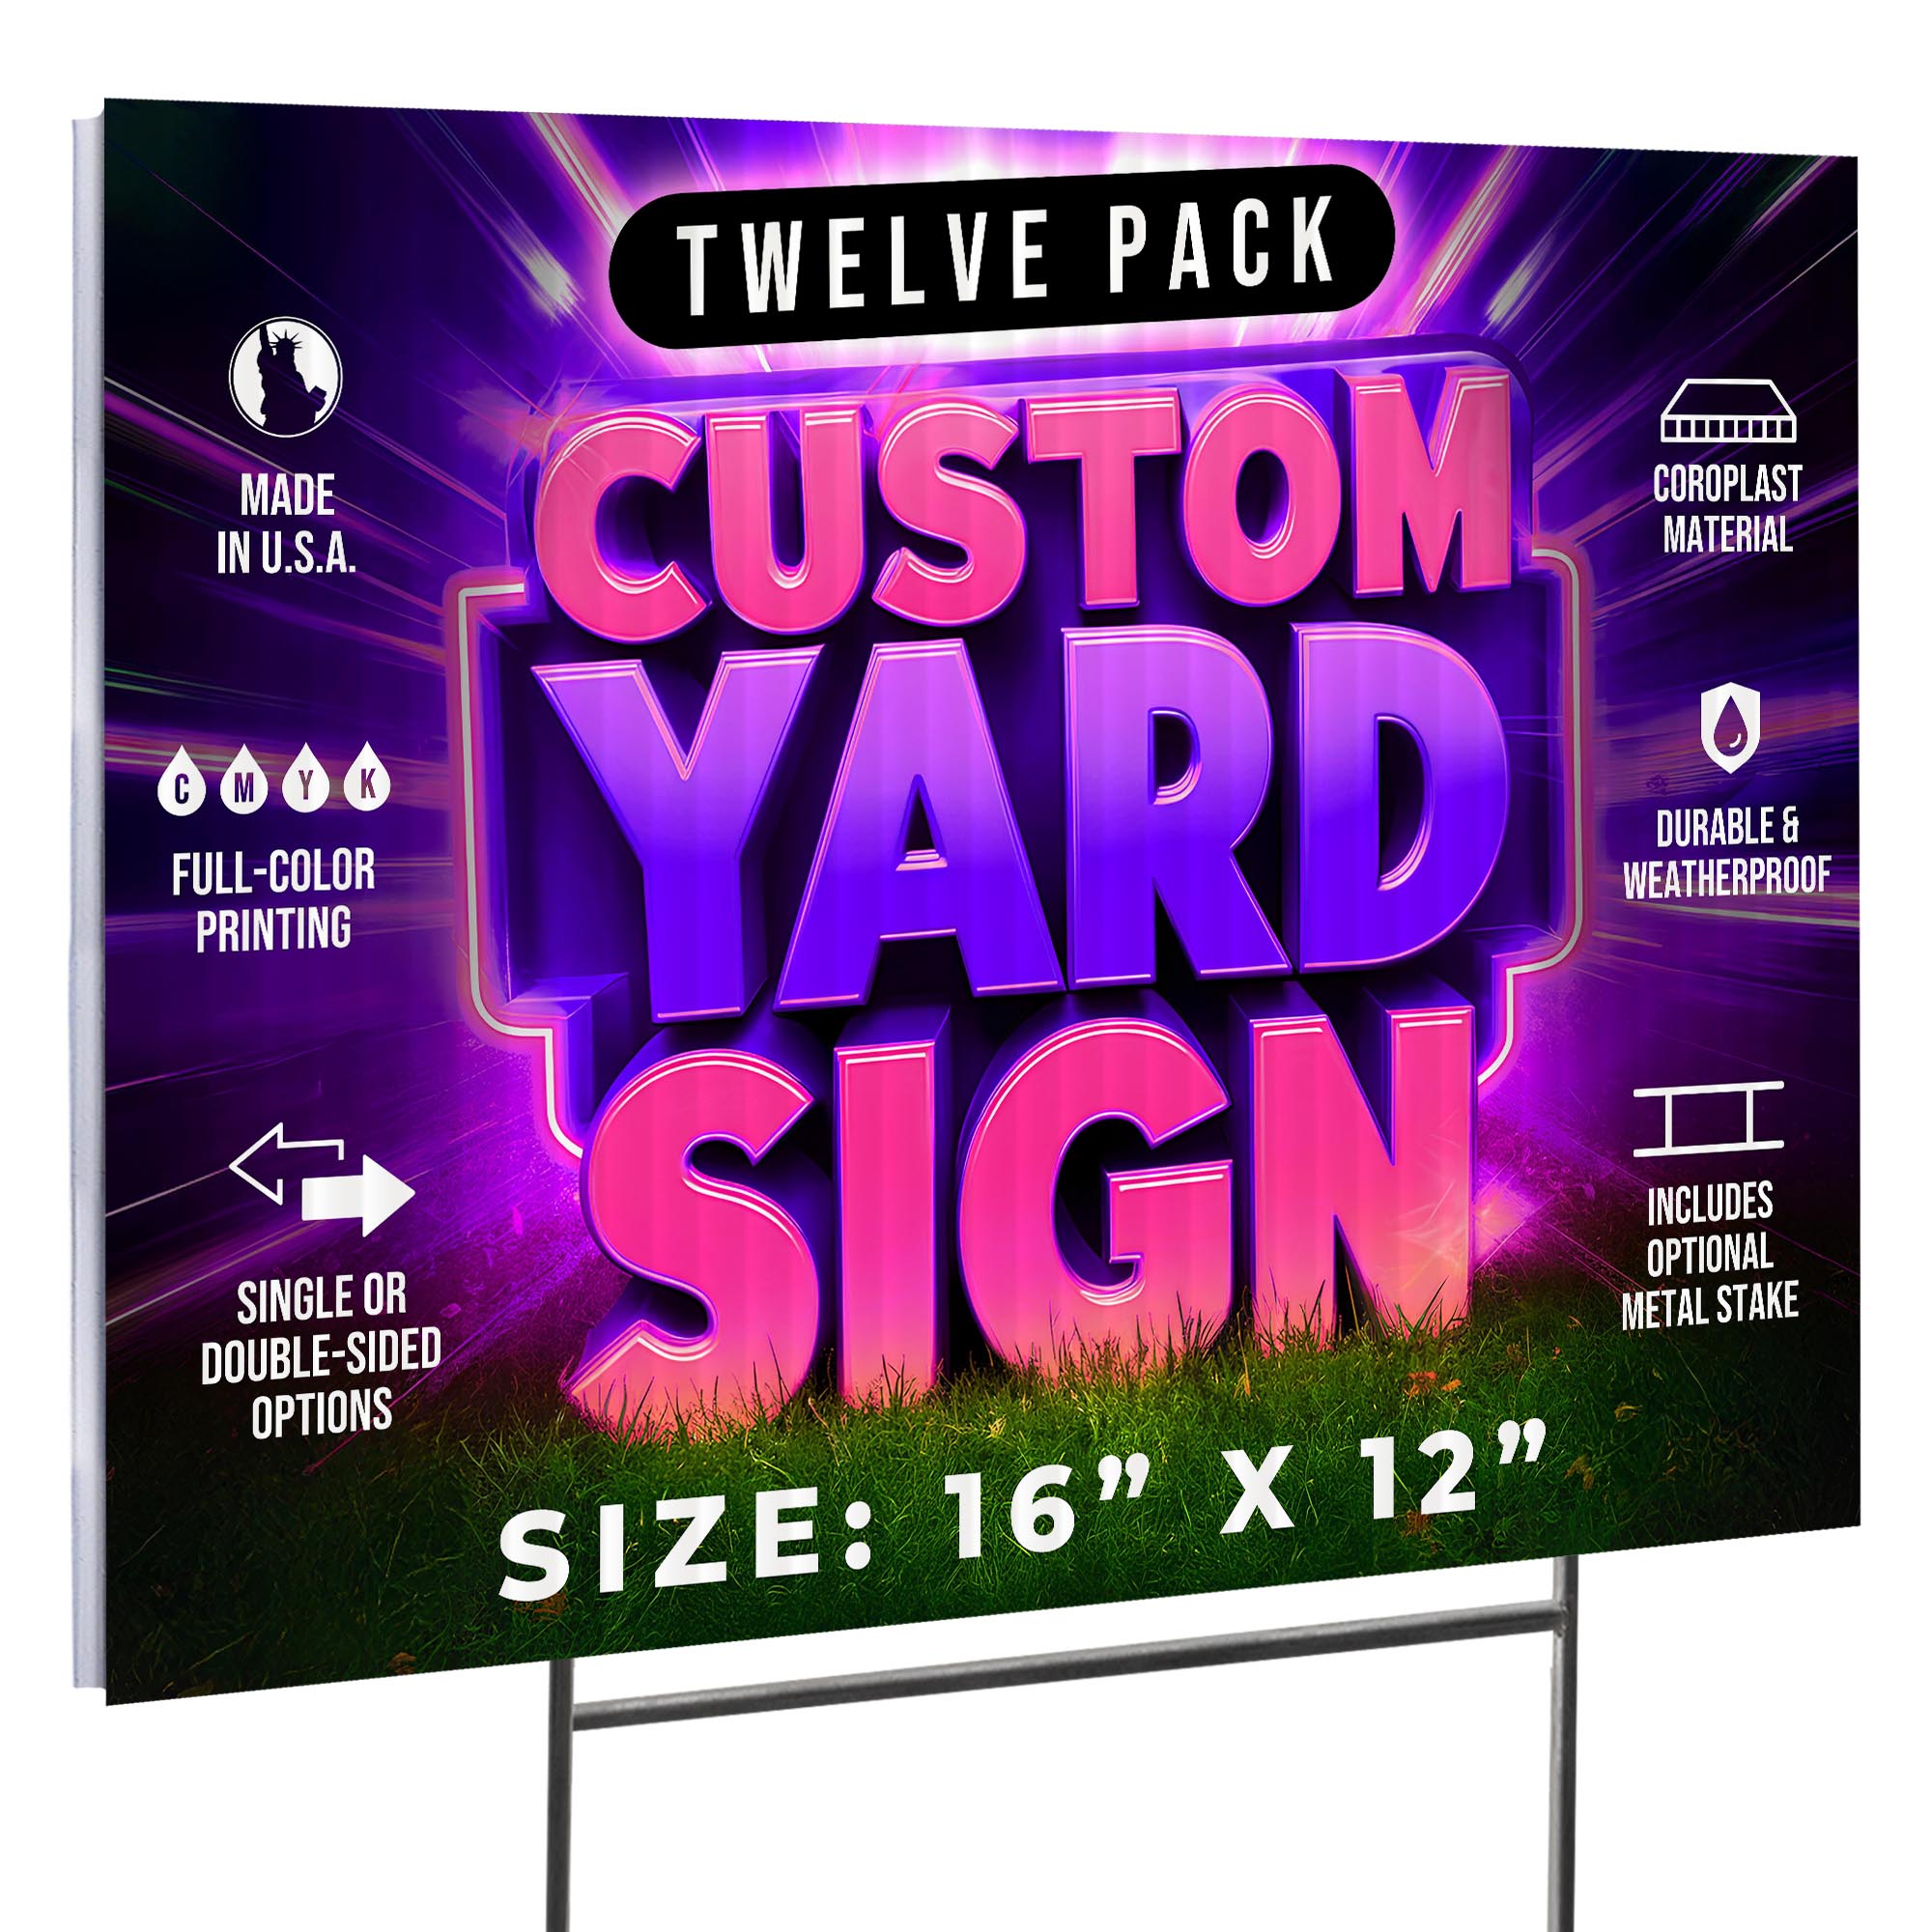 TWELVE PACK
CUSTOM
YARD
SIGN
MADE
IN U.S.A.
C M Y K
FULL-COLOR
PRINTING
SINGLE OR
DOUBLE-SIDED
OPTIONS
COROPLAST
MATERIAL
DURABLE &
WEATHERPROOF
INCLUDES
OPTIONAL
METAL STAKE
SIZE: 16” X 12”